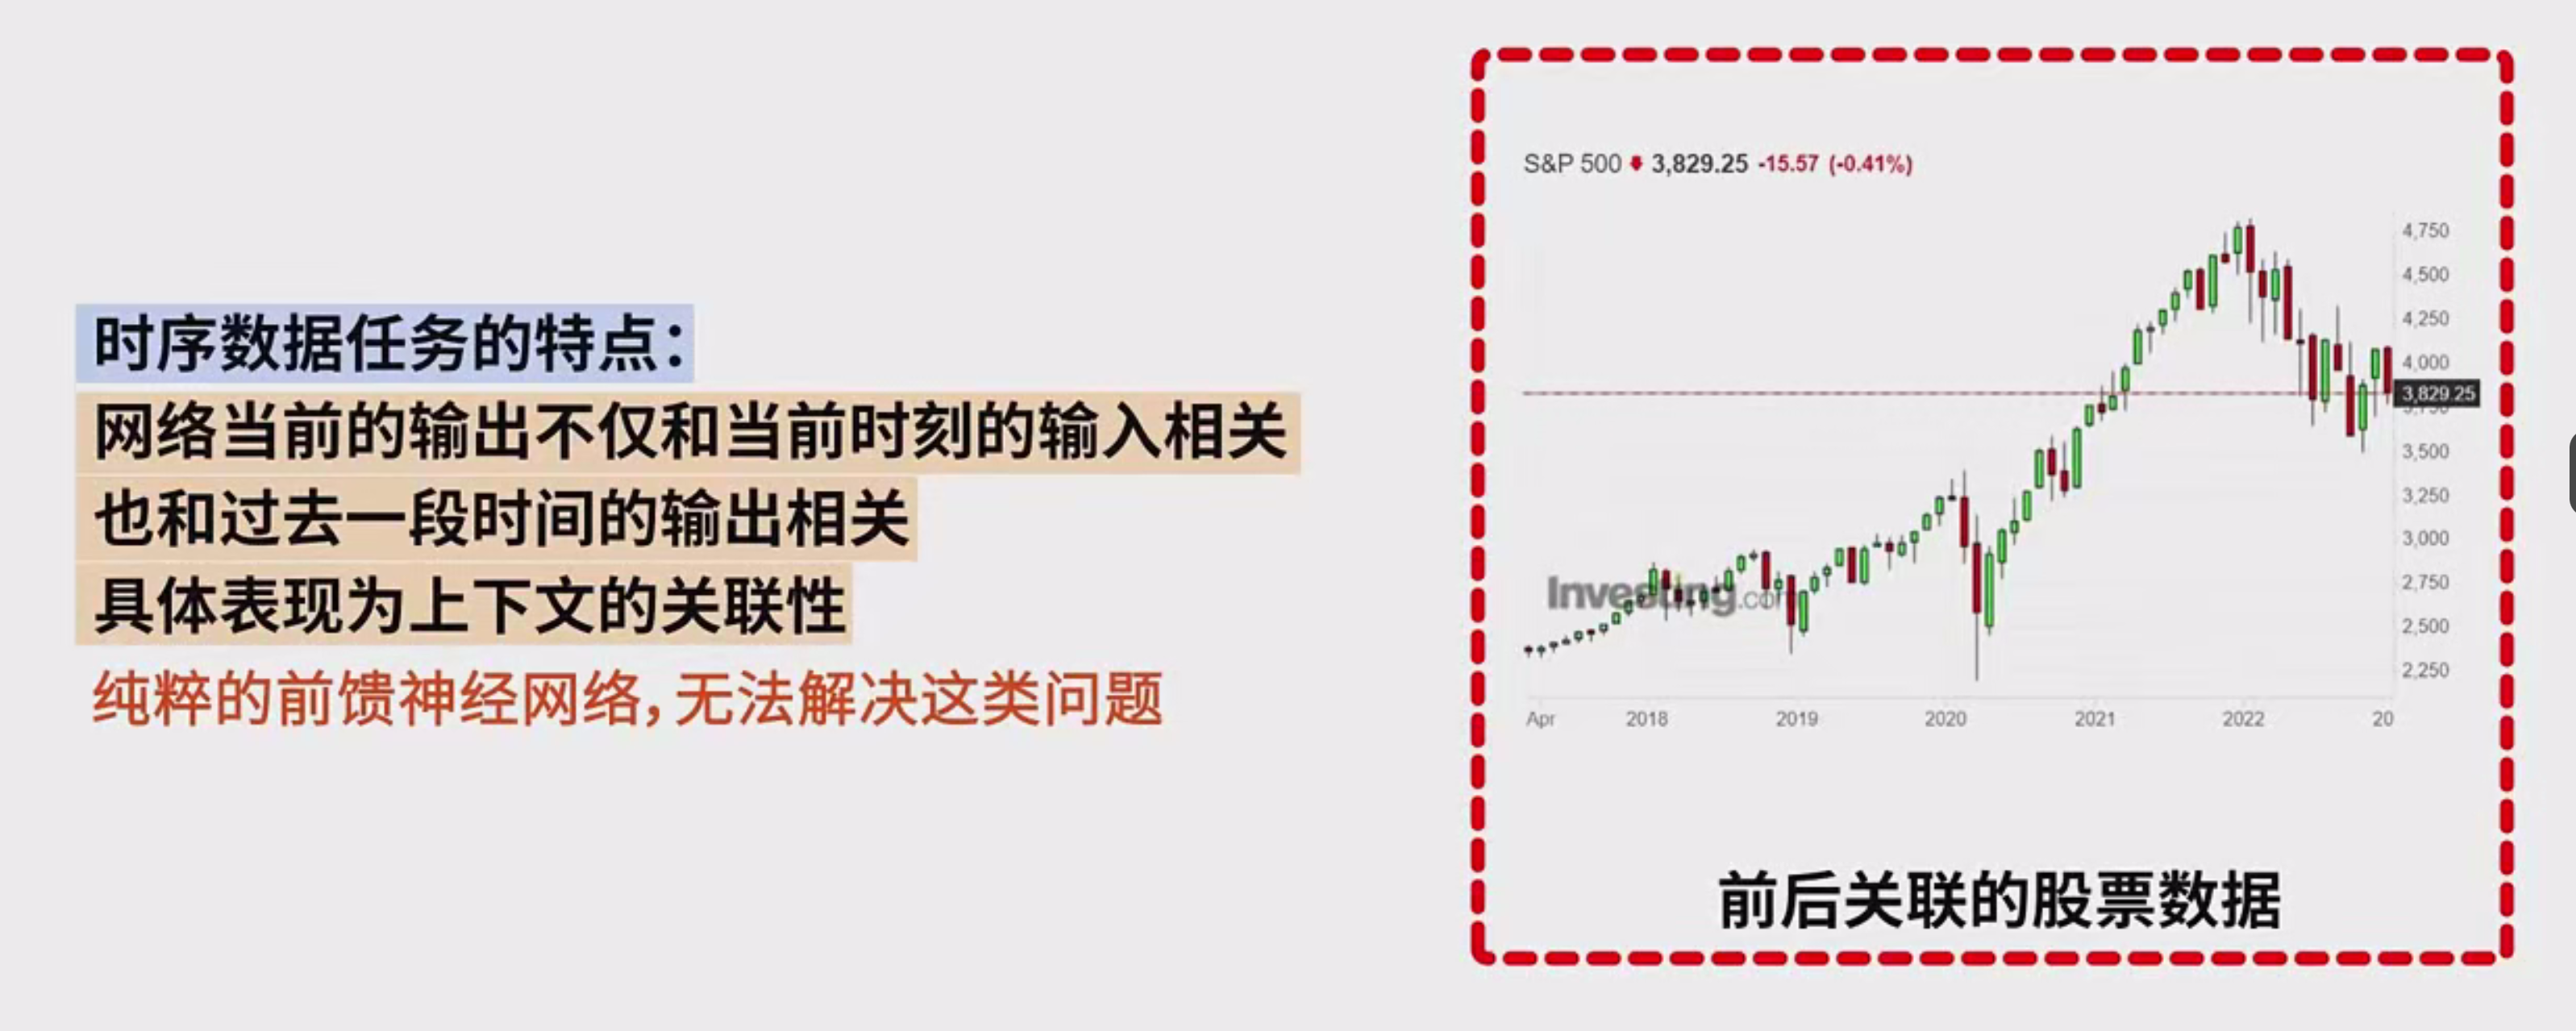 时序数据任务的特点：
网络当前的输出不仅和当前时刻的输入相关
也和过去一段时间的输出相关
具体表现为上下文的关联性
纯粹的前馈神经网络，无法解决这类问题
S&P 500 3,829.25 -15.57 (-0.41%)
4,750
4,500
4,250
4,000
3,829.25
3,500
3,250
3,000
2,750
2,500
2,250
Investing.com
Apr 2018 2019 2020 2021 2022 20
前后关联的股票数据